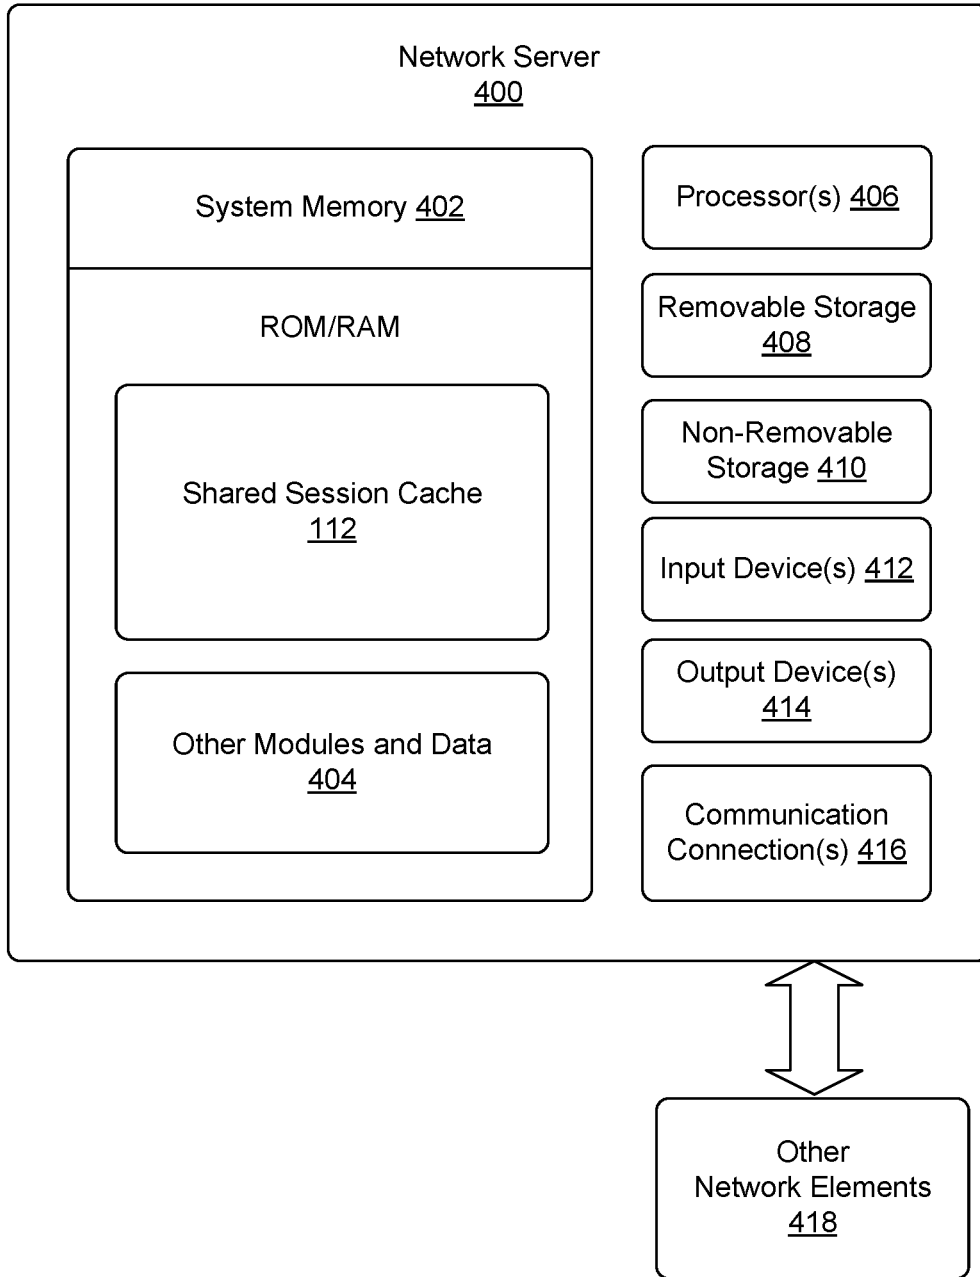 Network Server
400
System Memory 402
ROM/RAM
Shared Session Cache
112
Other Modules and Data
404
Processor(s) 406
Removable Storage
408
Non-Removable
Storage 410
Input Device(s) 412
Output Device(s)
414
Communication
Connection(s) 416
Other
Network Elements
418